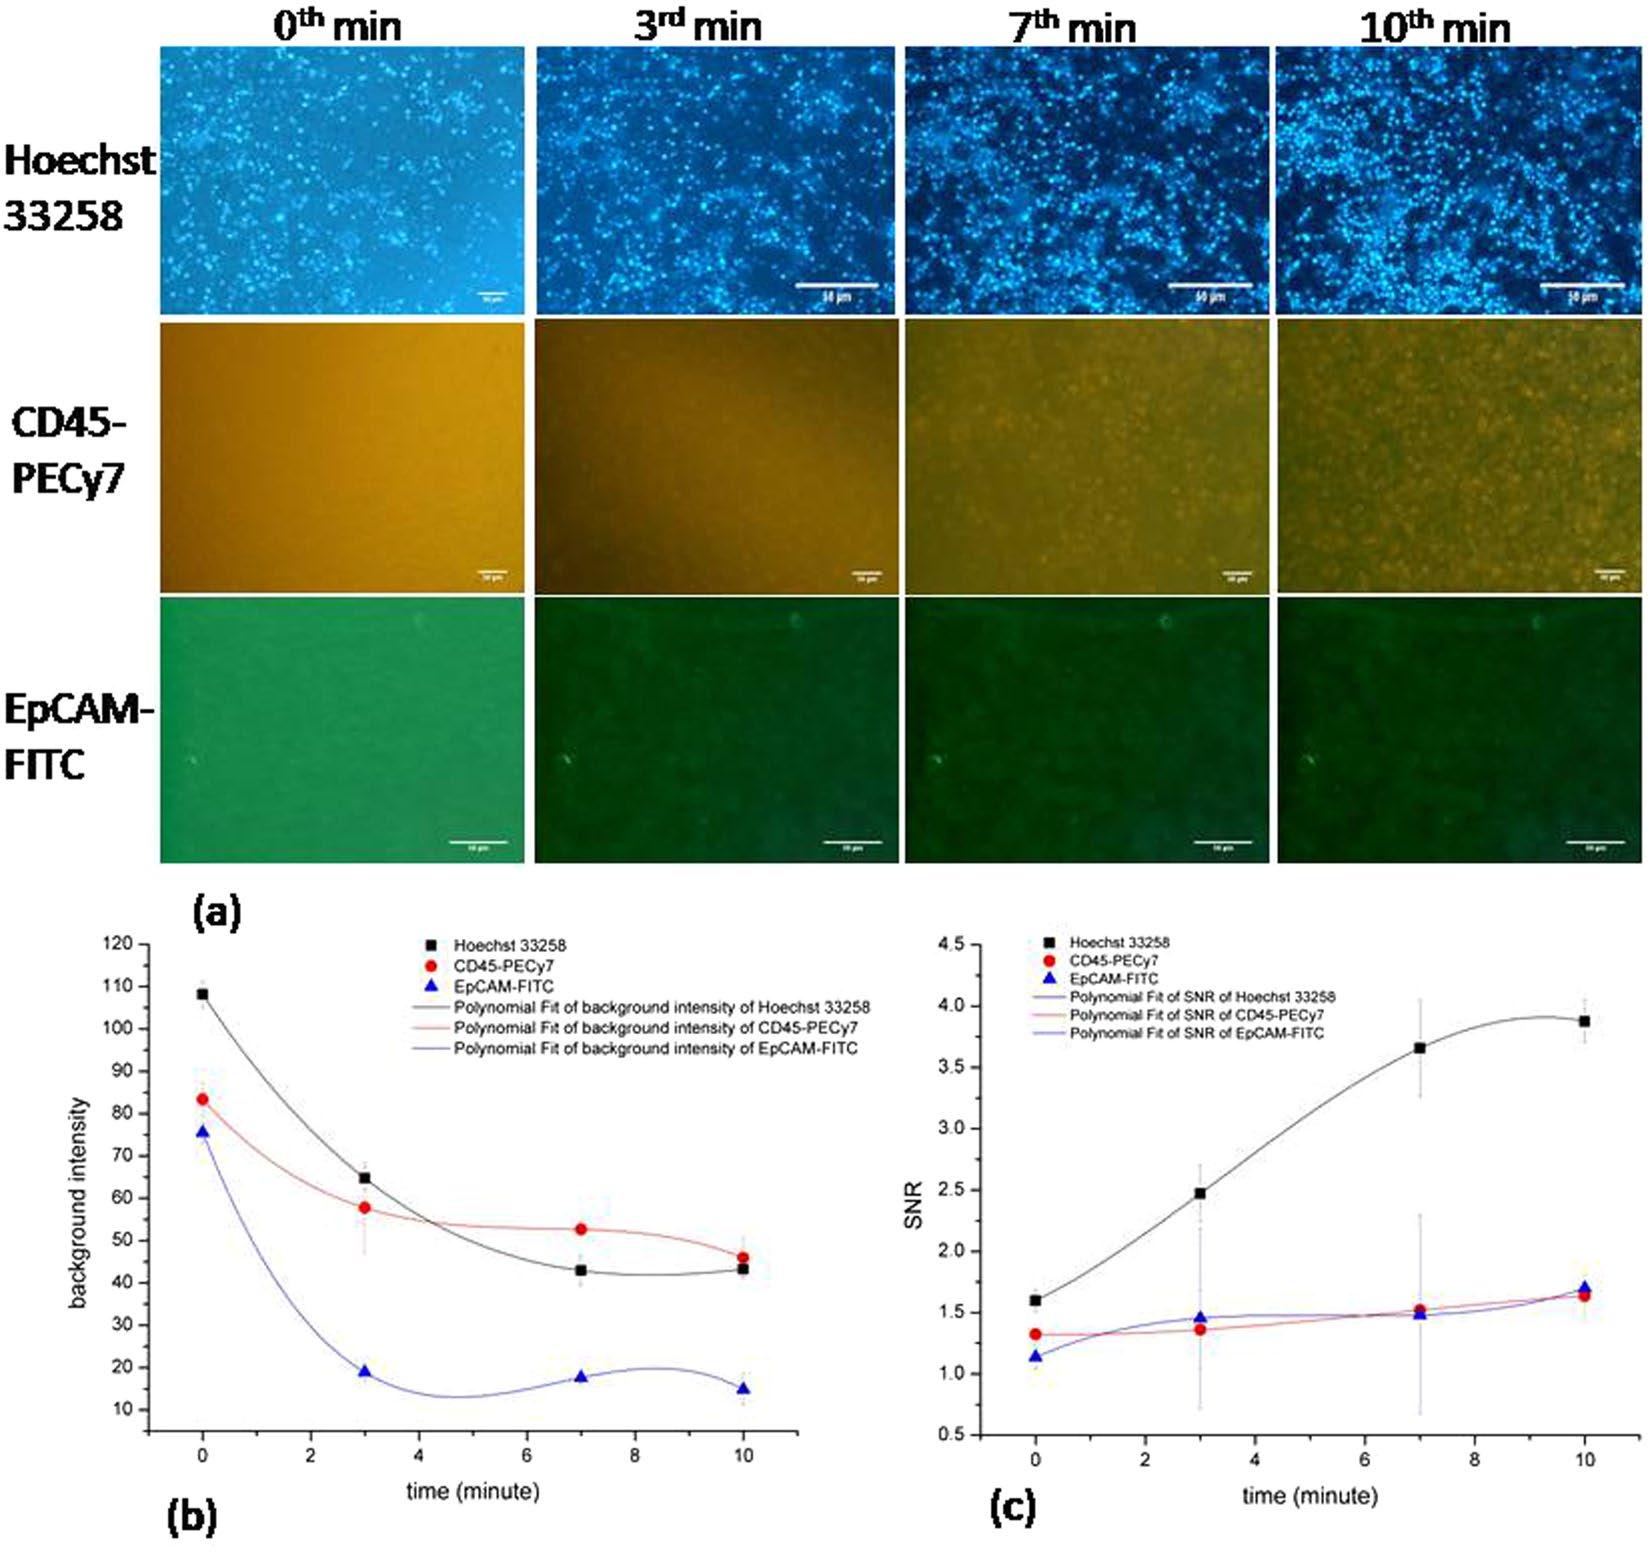 0th min 3rd min 7th min 10th min
Hoechst
33258
50 µm 50 µm 50 µm
CD45-
PECy7
EpCAM-
FITC
(a)
Hoechst 33258
CD45-PECy7
EpCAM-FITC
Polynomial Fit of background intensity of Hoechst 33258
Polynomial Fit of background intensity of CD45-PECy7
Polynomial Fit of background intensity of EpCAM-FITC
120
110
100
90
80
70
60
50
40
30
20
10
background intensity
0 2 4 6 8 10
time (minute)
(b)
Hoechst 33258
CD45-PECy7
EpCAM-FITC
Polynomial Fit of SNR of Hoechst 33258
Polynomial Fit of SNR of CD45-PECy7
Polynomial Fit of SNR of EpCAM-FITC
4.5
4.0
3.5
3.0
2.5
2.0
1.5
1.0
0.5
SNR
0 2 4 6 8 10
time (minute)
(c)